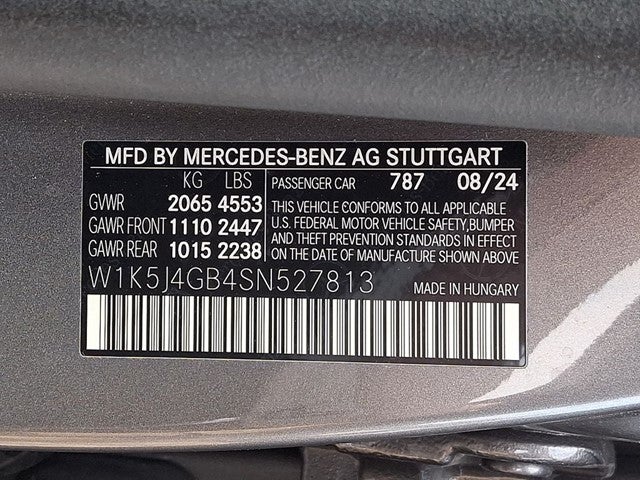 MFD BY MERCEDES-BENZ AG STUTTGART
KG LBS
GVWR 2065 4553
GAWR FRONT 1110 2447
GAWR REAR 1015 2238
PASSENGER CAR 787 08/24
THIS VEHICLE CONFORMS TO ALL APPLICABLE
U.S. FEDERAL MOTOR VEHICLE SAFETY, BUMPER
AND THEFT PREVENTION STANDARDS IN EFFECT
ON THE DATE OF MANUFACTURE SHOWN ABOVE
W1K5J4GB4SN527813
MADE IN HUNGARY